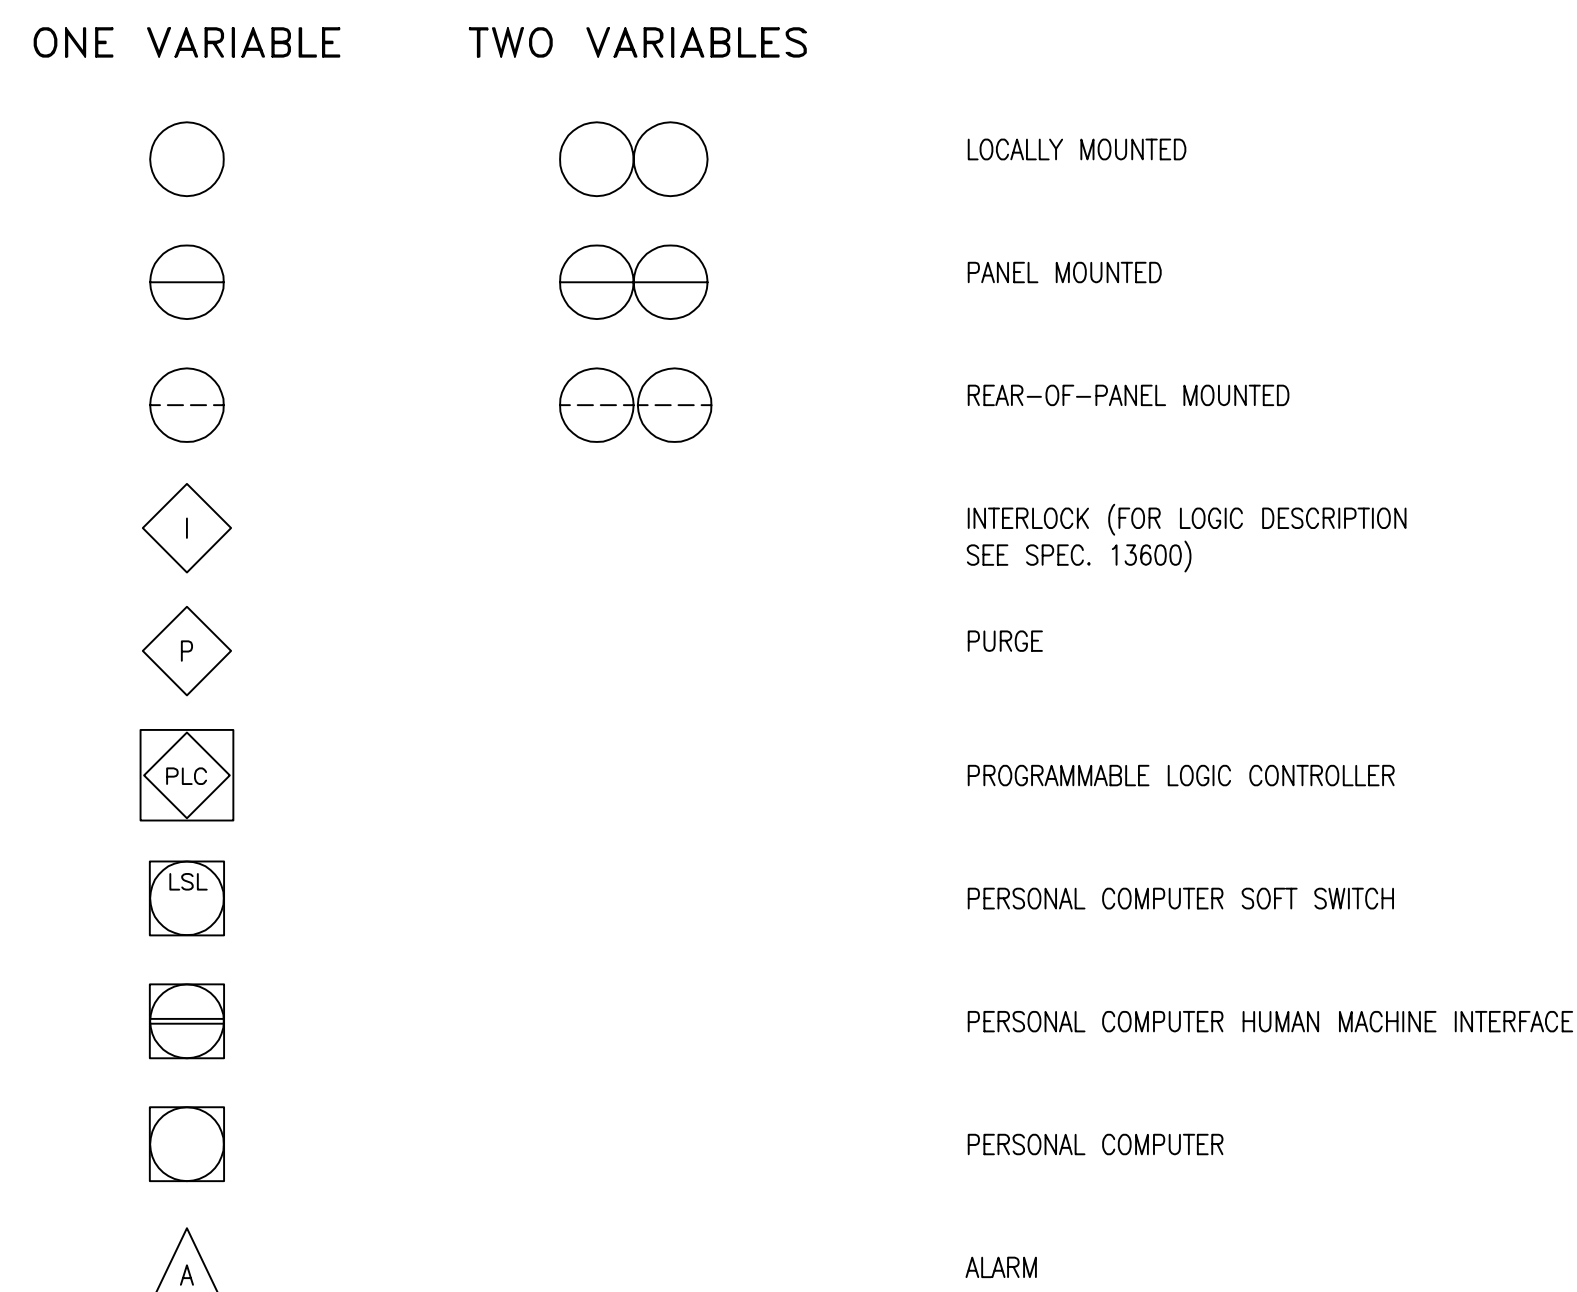 ONE VARIABLE TWO VARIABLES
LOCALLY MOUNTED
PANEL MOUNTED
REAR-OF-PANEL MOUNTED
I INTERLOCK (FOR LOGIC DESCRIPTION
SEE SPEC. 13600)
P PURGE
PLC PROGRAMMABLE LOGIC CONTROLLER
LSL PERSONAL COMPUTER SOFT SWITCH
PERSONAL COMPUTER HUMAN MACHINE INTERFACE
PERSONAL COMPUTER
A ALARM